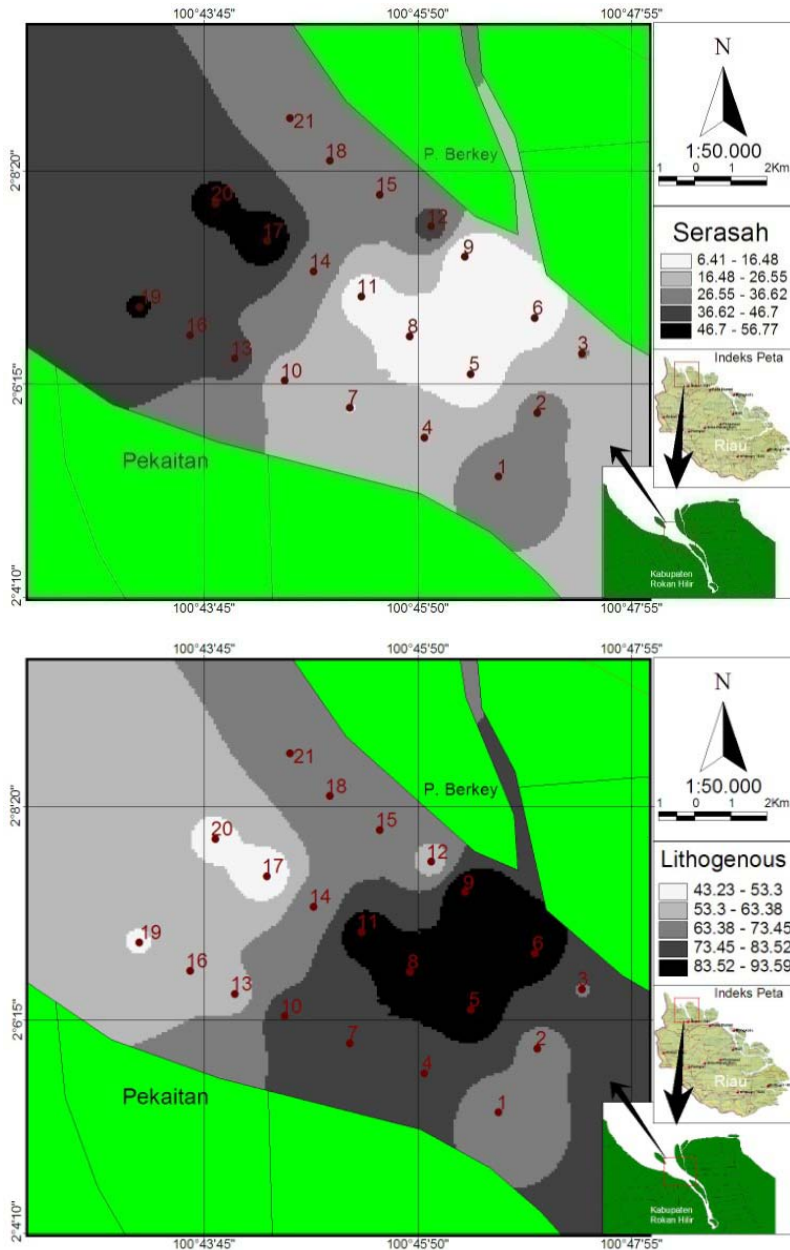 100°43'45"
100°45'50"
100°47'55"
2°8'20"
2°6'15"
2°4'10"
21
18
P. Berkey
15
20
12
17
9
14
19
11
6
16
8
13
3
5
10
2
7
4
1
Pekaitan
100°43'45"
100°45'50"
100°47'55"
N
1:50.000
1 0 1 2Km
Serasah
6.41 - 16.48
16.48 - 26.55
26.55 - 36.62
36.62 - 46.7
46.7 - 56.77
Indeks Peta
Riau
Kabupaten
Rokan Hilir
100°43'45"
100°45'50"
100°47'55"
2°8'20"
2°6'15"
2°4'10"
21
18
P. Berkey
15
20
12
17
9
14
19
11
6
16
8
13
3
5
10
2
7
4
1
Pekaitan
100°43'45"
100°45'50"
100°47'55"
N
1:50.000
1 0 1 2Km
Lithogenous
43.23 - 53.3
53.3 - 63.38
63.38 - 73.45
73.45 - 83.52
83.52 - 93.59
Indeks Peta
Riau
Kabupaten
Rokan Hilir